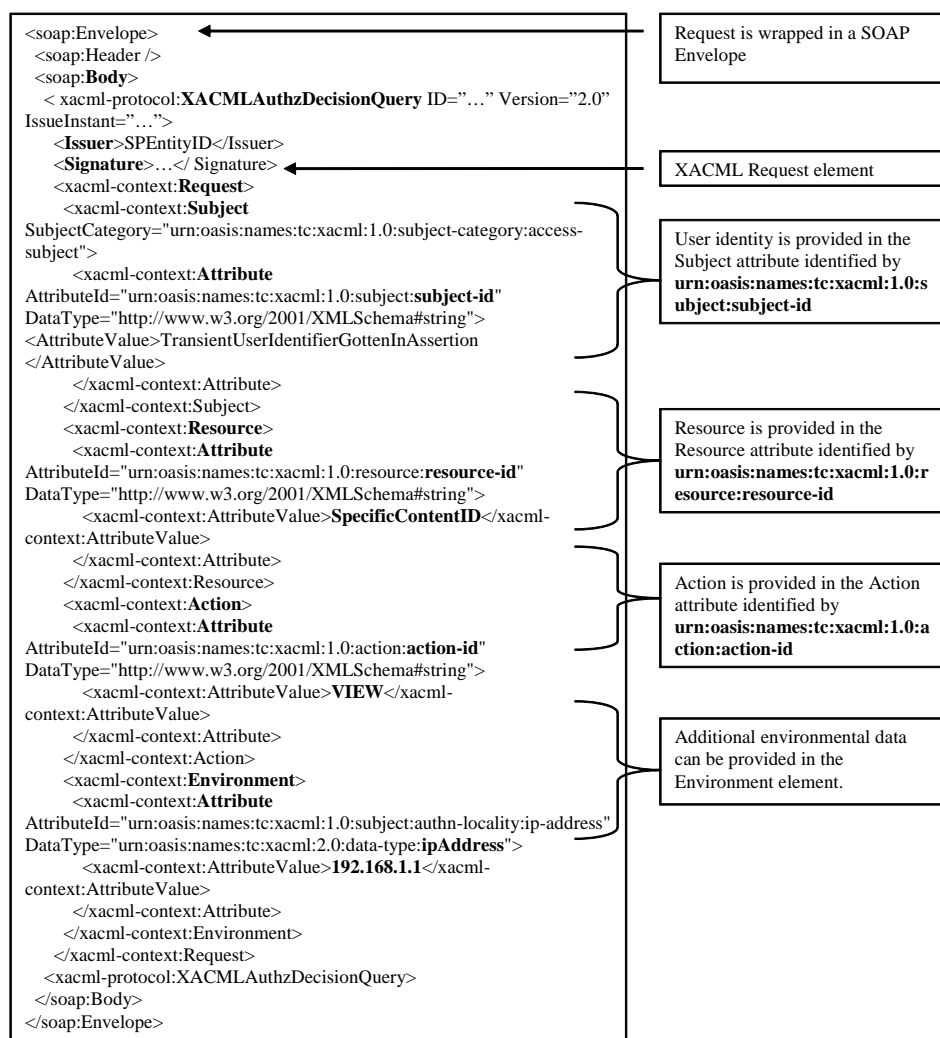 <soap:Envelope>
<soap:Header />
<soap:Body>
< xacml-protocol:XACMLAuthzDecisionQuery ID=”…” Version=”2.0”
IssueInstant=”…”>
<Issuer>SPEntityID</Issuer>
<Signature>…</ Signature>
<xacml-context:Request>
<xacml-context:Subject
SubjectCategory="urn:oasis:names:tc:xacml:1.0:subject-category:access-
subject">
<xacml-context:Attribute
AttributeId="urn:oasis:names:tc:xacml:1.0:subject:subject-id"
DataType="http://www.w3.org/2001/XMLSchema#string">
<AttributeValue>TransientUserIdentifierGottenInAssertion
</AttributeValue>
</xacml-context:Attribute>
</xacml-context:Subject>
<xacml-context:Resource>
<xacml-context:Attribute
AttributeId="urn:oasis:names:tc:xacml:1.0:resource:resource-id"
DataType="http://www.w3.org/2001/XMLSchema#string">
<xacml-context:AttributeValue>SpecificContentID</xacml-
context:AttributeValue>
</xacml-context:Attribute>
</xacml-context:Resource>
<xacml-context:Action>
<xacml-context:Attribute
AttributeId="urn:oasis:names:tc:xacml:1.0:action:action-id"
DataType="http://www.w3.org/2001/XMLSchema#string">
<xacml-context:AttributeValue>VIEW</xacml-
context:AttributeValue>
</xacml-context:Attribute>
</xacml-context:Action>
<xacml-context:Environment>
<xacml-context:Attribute
AttributeId="urn:oasis:names:tc:xacml:1.0:subject:authn-locality:ip-address"
DataType="urn:oasis:names:tc:xacml:2.0:data-type:ipAddress">
<xacml-context:AttributeValue>192.168.1.1</xacml-
context:AttributeValue>
</xacml-context:Attribute>
</xacml-context:Environment>
</xacml-context:Request>
<xacml-protocol:XACMLAuthzDecisionQuery>
</soap:Body>
</soap:Envelope>
Request is wrapped in a SOAP
Envelope
XACML Request element
User identity is provided in the
Subject attribute identified by
urn:oasis:names:tc:xacml:1.0:s
ubject:subject-id
Resource is provided in the
Resource attribute identified by
urn:oasis:names:tc:xacml:1.0:r
esource:resource-id
Action is provided in the Action
attribute identified by
urn:oasis:names:tc:xacml:1.0:a
ction:action-id
Additional environmental data
can be provided in the
Environment element.